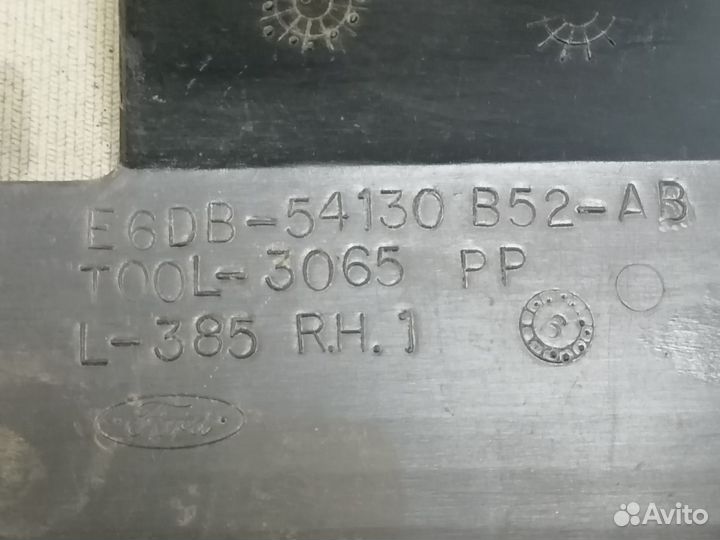 E6DB-54130 B52-AB
TOOL-3065 PP
L-385 R.H. 1
Ford
Avito